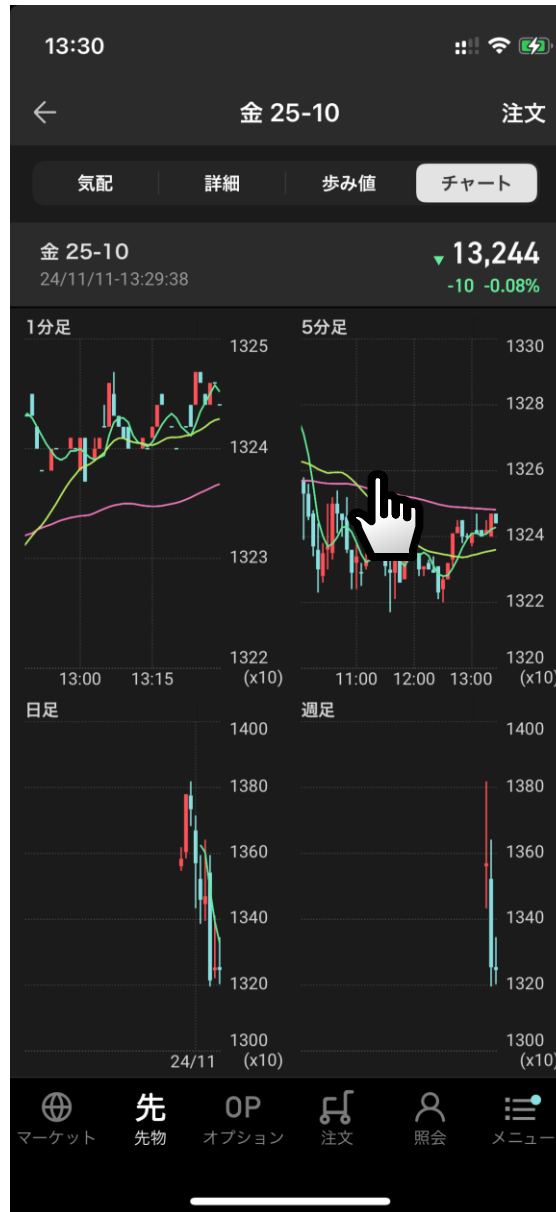 13:30
金 25-10
注文
気配 詳細 歩み値 チャート
金 25-10
▼ 13,244
24/11/11-13:29:38
-10 -0.08%
1分足
1325
1324
1323
1322
(x10)
13:00 13:15
5分足
1330
1328
1326
1324
1322
1320
(x10)
11:00 12:00 13:00
日足
1400
1380
1360
1340
1320
1300
(x10)
24/11
週足
1400
1380
1360
1340
1320
1300
(x10)
先 OP
マーケット 先物 オプション 注文 照会 メニュー